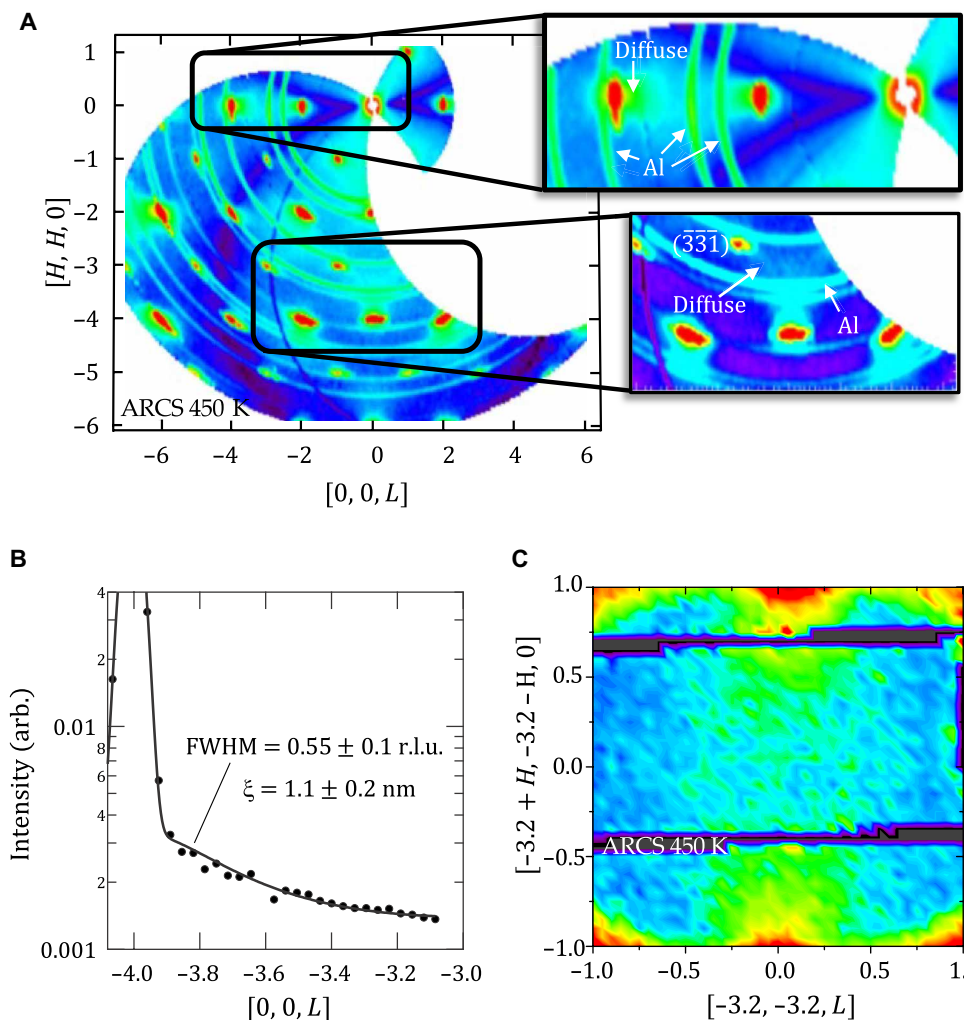 A
Diffuse
Al
[H, H, 0]
1
0
−1
−2
−3
−4
−5
−6
(3̅3̅1̅)
Diffuse
Al
ARCS 450 K
−6
−4
−2
0
2
4
6
[0, 0, L]
B
Intensity (arb.)
4
2
0.01
8
6
4
2
0.001
FWHM = 0.55 ± 0.1 r.l.u.
ξ = 1.1 ± 0.2 nm
−4.0
−3.8
−3.6
−3.4
−3.2
−3.0
[0, 0, L]
C
[−3.2 + H, −3.2 − H, 0]
1.0
0.5
0.0
−0.5
−1.0
ARCS 450 K
−1.0
−0.5
0.0
0.5
1.
[−3.2, −3.2, L]